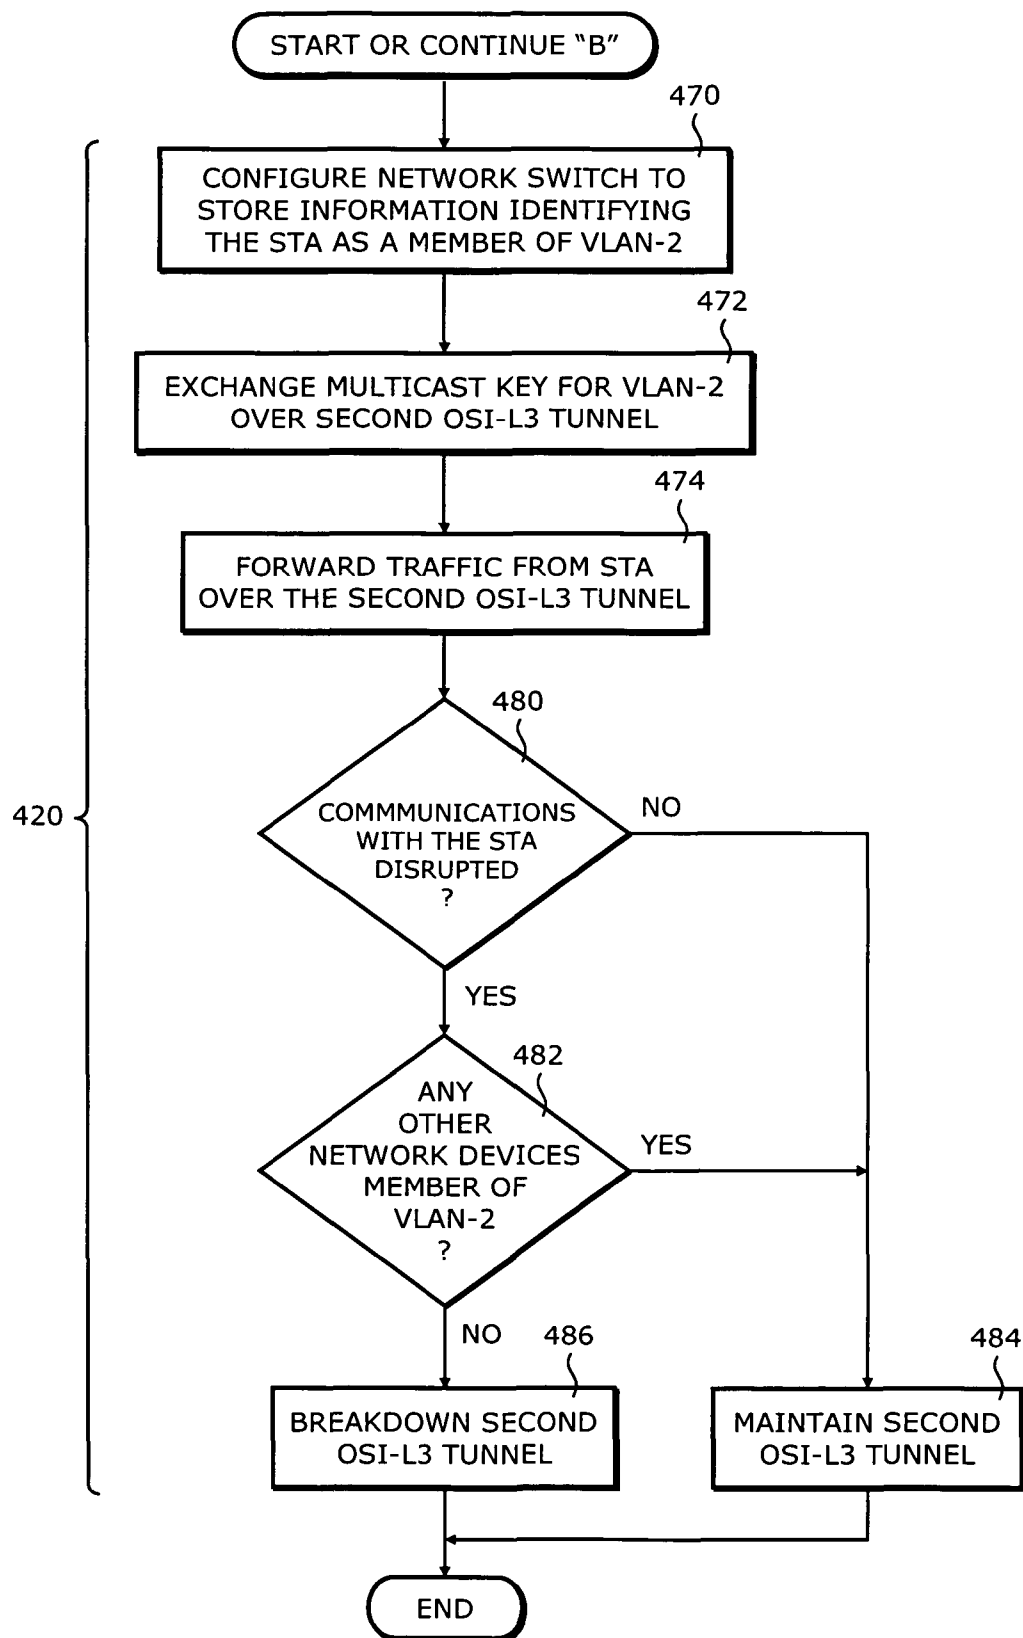 START OR CONTINUE “B”
470
CONFIGURE NETWORK SWITCH TO
STORE INFORMATION IDENTIFYING
THE STA AS A MEMBER OF VLAN-2
472
EXCHANGE MULTICAST KEY FOR VLAN-2
OVER SECOND OSI-L3 TUNNEL
474
FORWARD TRAFFIC FROM STA
OVER THE SECOND OSI-L3 TUNNEL
480
COMMMUNICATIONS
WITH THE STA
DISRUPTED
?
NO
420
YES
482
ANY
OTHER
NETWORK DEVICES
MEMBER OF
VLAN-2
?
YES
NO
486
BREAKDOWN SECOND
OSI-L3 TUNNEL
484
MAINTAIN SECOND
OSI-L3 TUNNEL
END